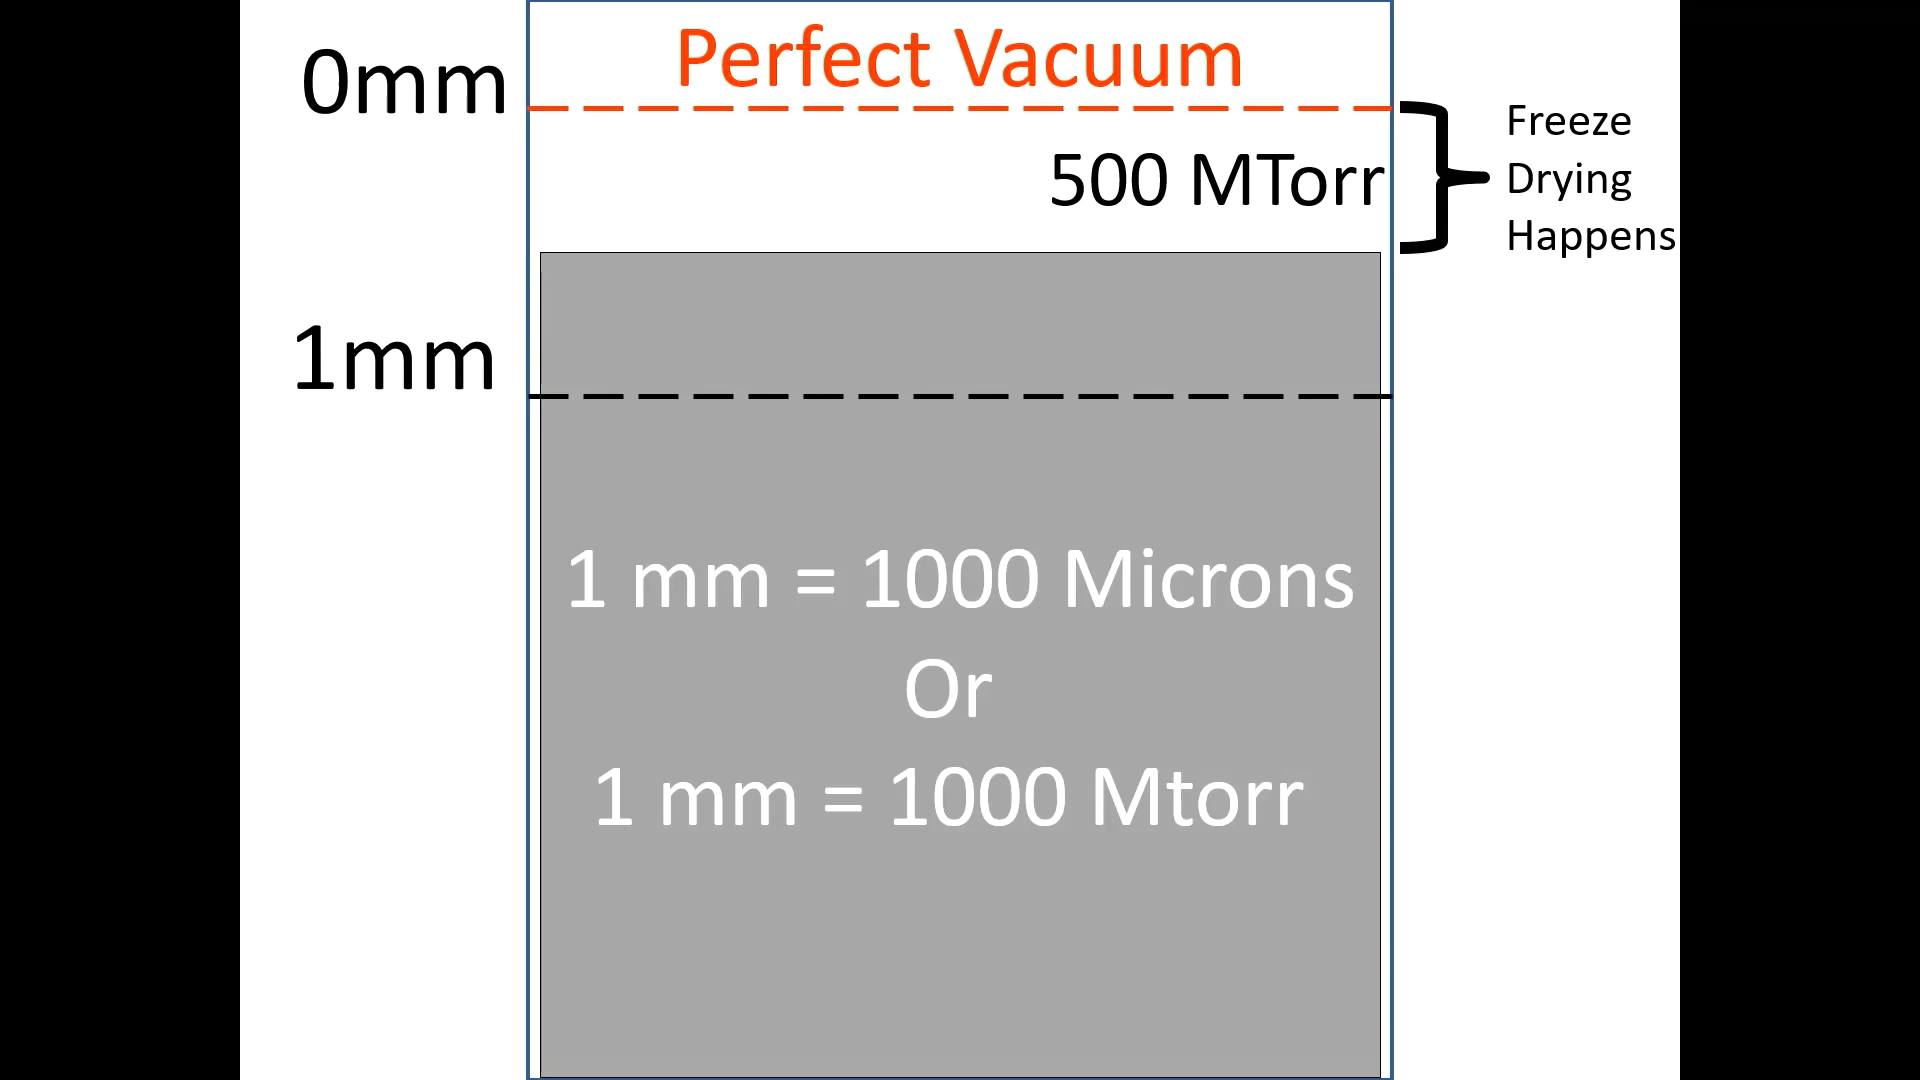 Perfect Vacuum
0mm
500 MTorr
Freeze
Drying
Happens
1mm
1 mm = 1000 Microns
Or
1 mm = 1000 Mtorr